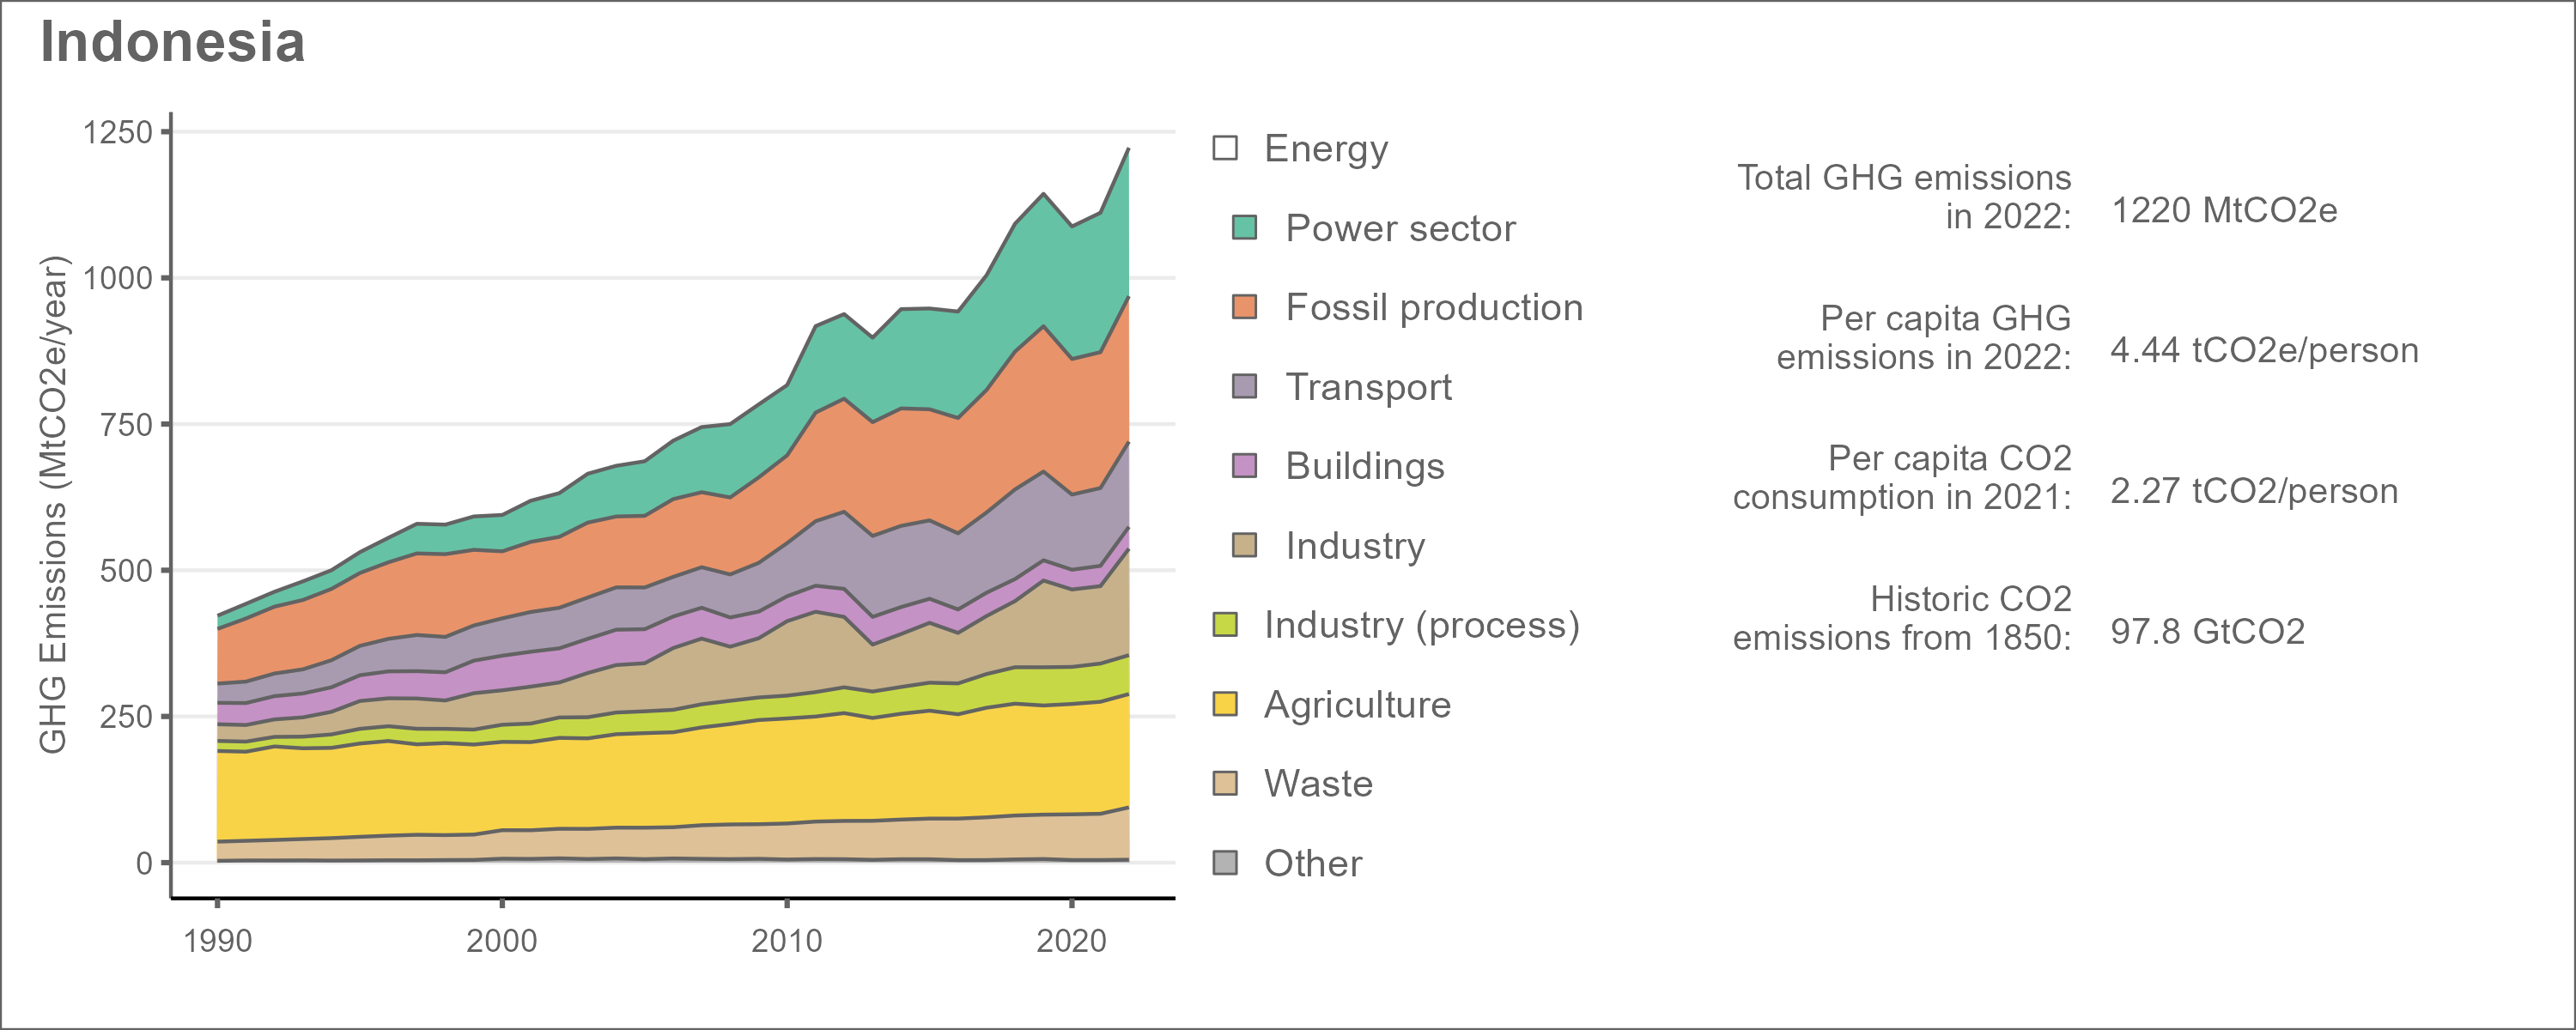 Indonesia
GHG Emissions (MtCO2e/year)
1250
1000
750
500
250
0
1990
2000
2010
2020
Energy
Power sector
Fossil production
Transport
Buildings
Industry
Industry (process)
Agriculture
Waste
Other
Total GHG emissions
in 2022:
1220 MtCO2e
Per capita GHG
emissions in 2022:
4.44 tCO2e/person
Per capita CO2
consumption in 2021:
2.27 tCO2/person
Historic CO2
emissions from 1850:
97.8 GtCO2